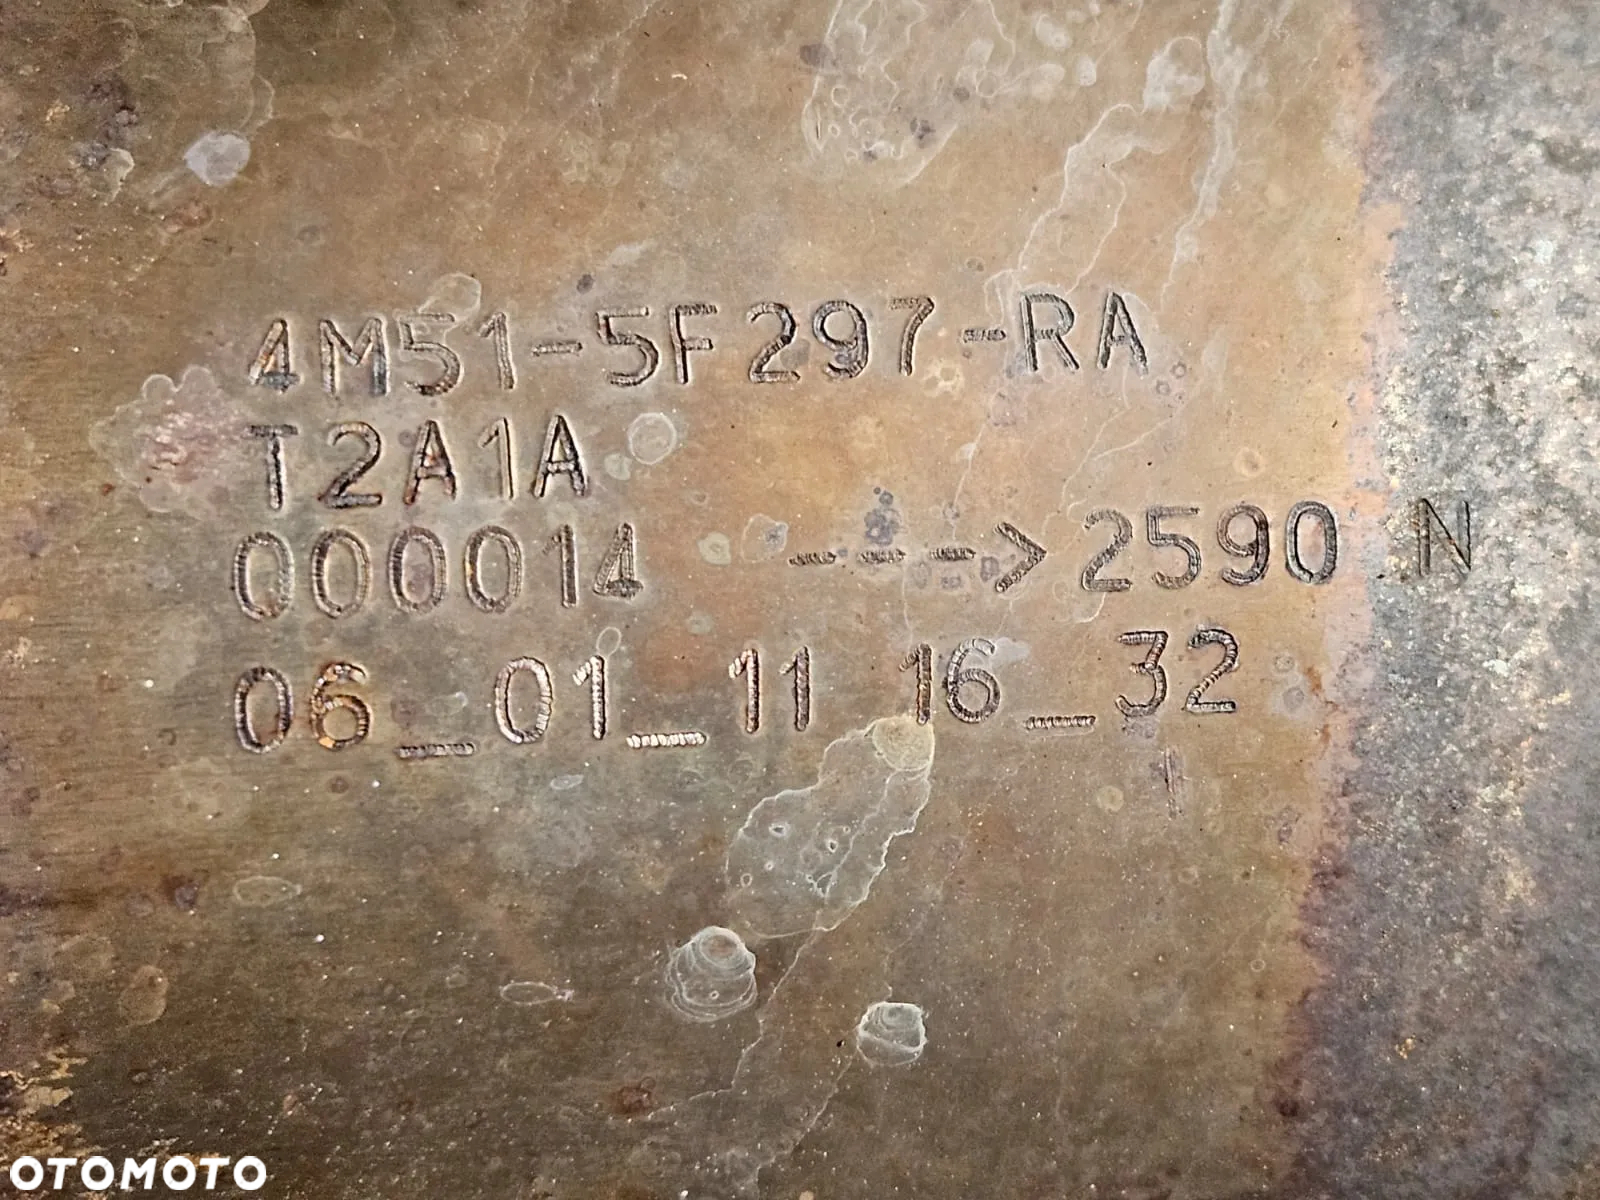 4M51-5F297-RA
T2A1A
000014 ---> 2590 N
06_01_11 16_32
OTOMOTO